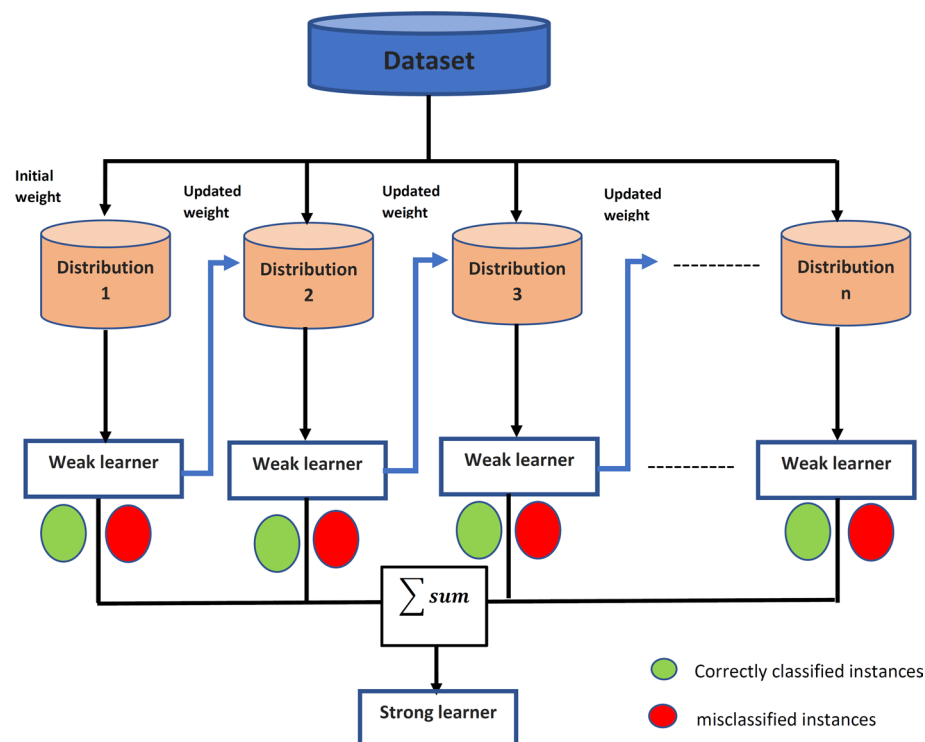 Dataset
Initial
weight
Updated
weight
Updated
weight
Updated
weight
Distribution
1
Distribution
2
Distribution
3
Distribution
n
Weak learner
Weak learner
Weak learner
Weak learner
∑ sum
Strong learner
Correctly classified instances
misclassified instances